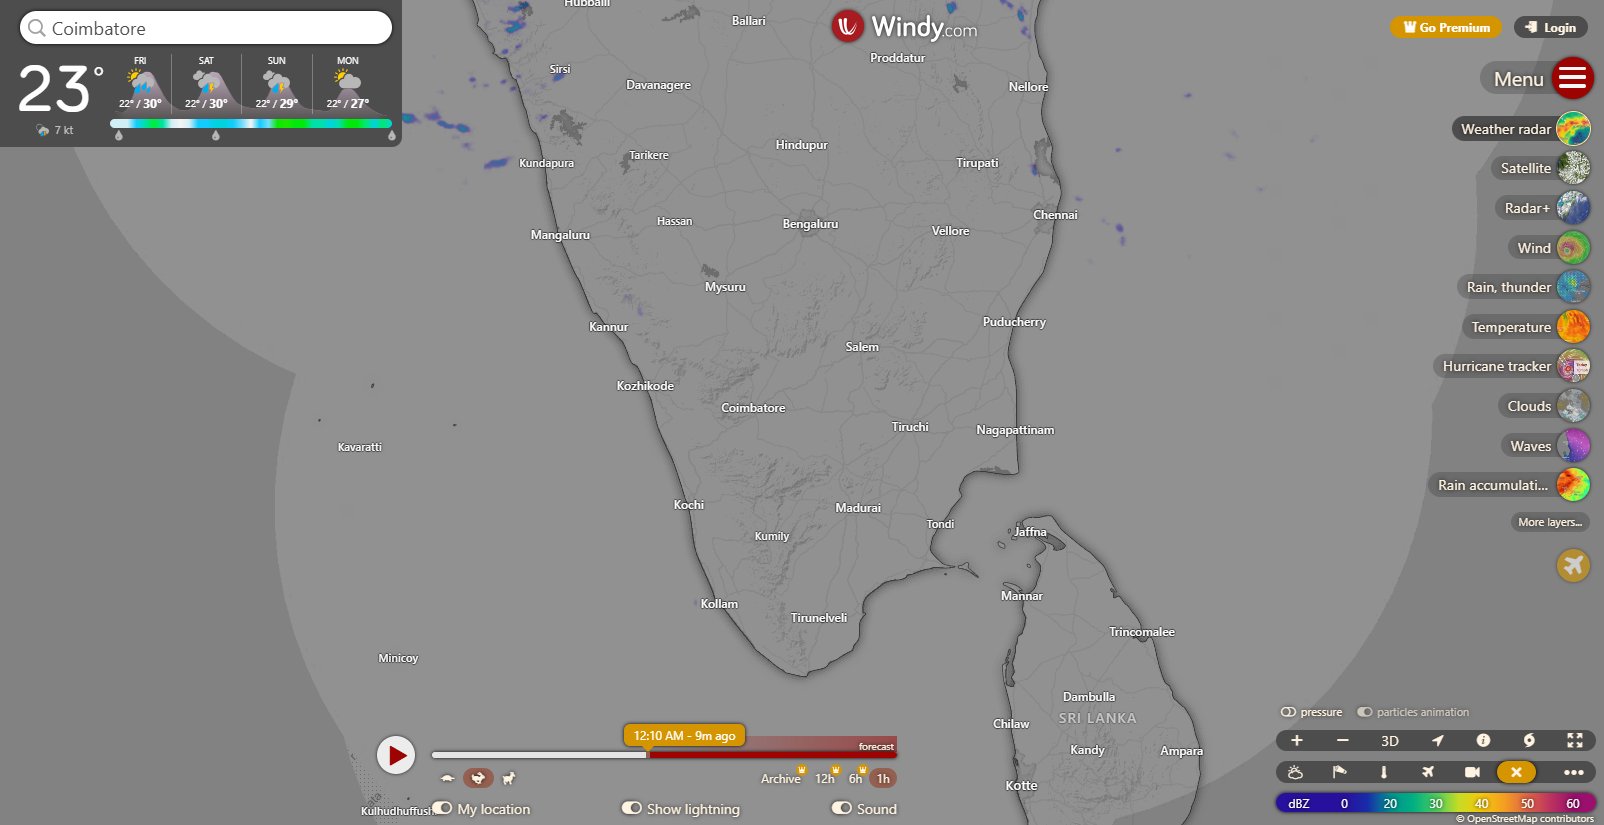 Coimbatore
23°
7 kt
FRI
22° / 30°
SAT
22° / 30°
SUN
22° / 29°
MON
22° / 27°
Windy.com
Go Premium
Login
Menu
Weather radar
Satellite
Radar+
Wind
Rain, thunder
Temperature
Hurricane tracker
Clouds
Waves
Rain accumulati...
More layers...
Hubballi
Ballari
Proddatur
Sirsi
Davanagere
Nellore
Hindupur
Kundapura
Tarikere
Tirupati
Mangaluru
Hassan
Bengaluru
Vellore
Chennai
Mysuru
Kannur
Puducherry
Salem
Kozhikode
Coimbatore
Tiruchi
Nagapattinam
Kavaratti
Kochi
Madurai
Tondi
Kumily
Jaffna
Kollam
Tirunelveli
Mannar
Trincomalee
Minicoy
Dambulla
SRI LANKA
Chilaw
Kandy
Ampara
Kotte
Kulhudhuffush
12:10 AM - 9m ago
forecast
Archive
12h
6h
1h
My location
Show lightning
Sound
pressure
particles animation
+
−
3D
dBZ
0
20
30
40
50
60
© OpenStreetMap contributors